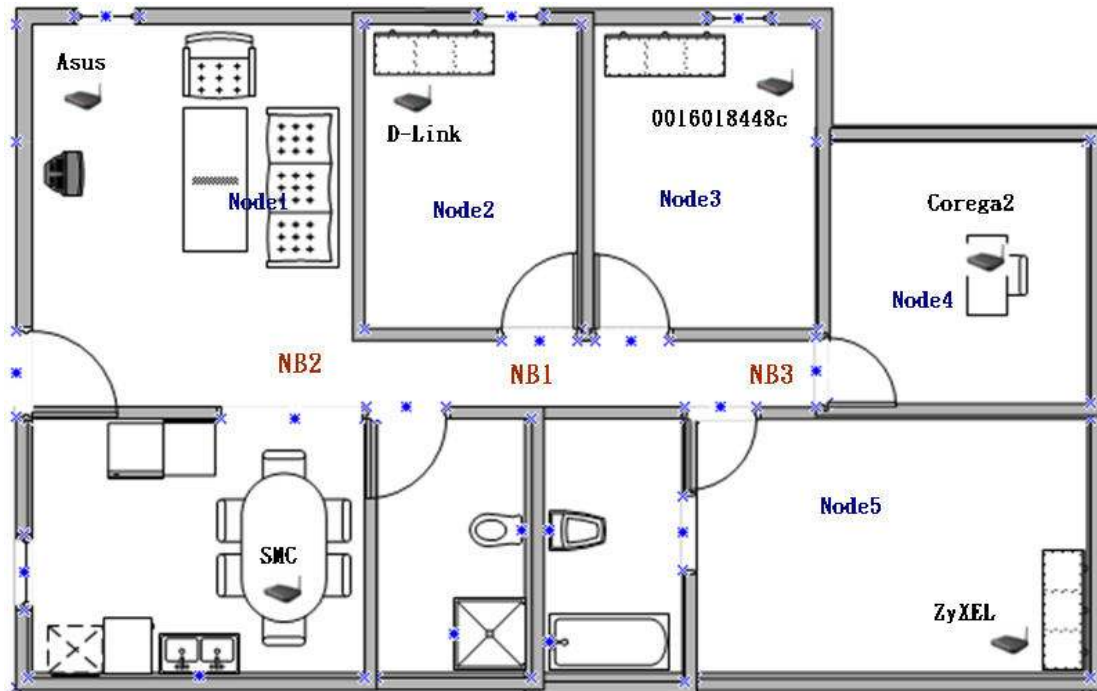 Asus
D-Link
0016018448c
Node1
Node2
Node3
Corega2
Node4
NB2
NB1
NB3
Node5
SMC
ZyXEL